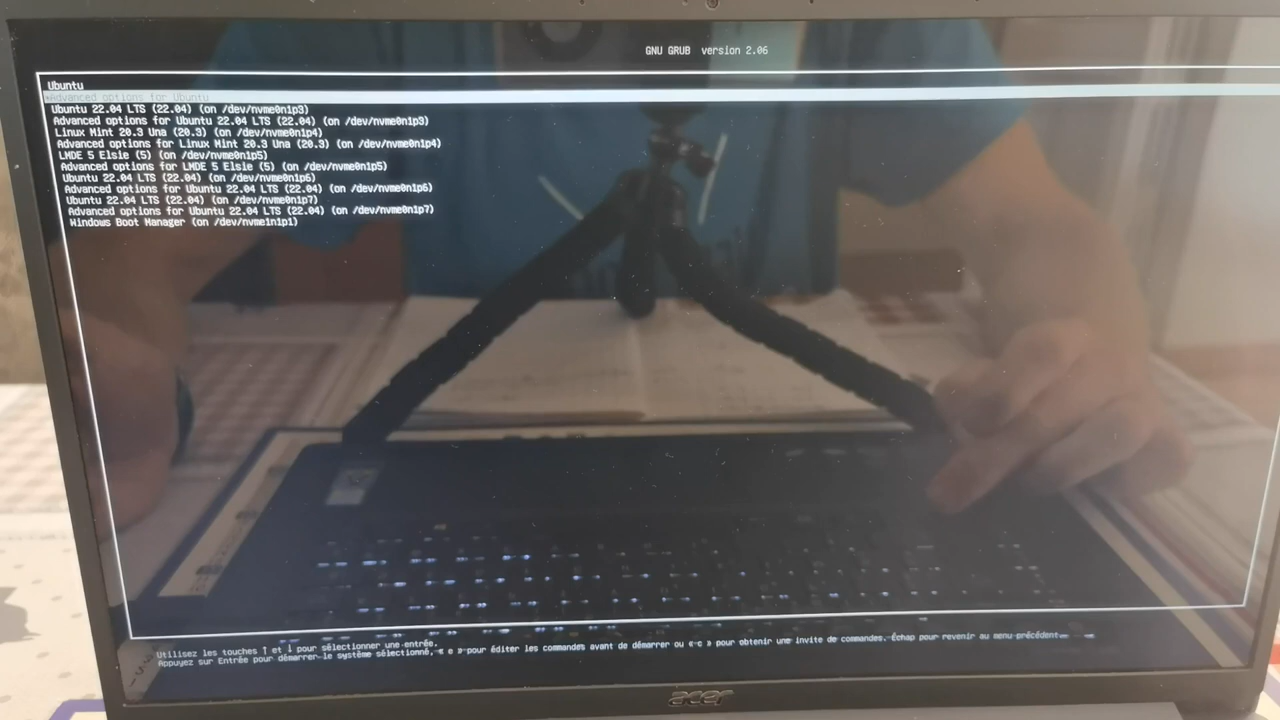 GNU GRUB version 2.06
Ubuntu
*Advanced options for Ubuntu
Ubuntu 22.04 LTS (22.04) (on /dev/nvme0n1p3)
Advanced options for Ubuntu 22.04 LTS (22.04) (on /dev/nvme0n1p3)
Linux Mint 20.3 Una (20.3) (on /dev/nvme0n1p4)
Advanced options for Linux Mint 20.3 Una (20.3) (on /dev/nvme0n1p4)
LMDE 5 Elsie (5) (on /dev/nvme0n1p5)
Advanced options for LMDE 5 Elsie (5) (on /dev/nvme0n1p5)
Ubuntu 22.04 LTS (22.04) (on /dev/nvme0n1p6)
Advanced options for Ubuntu 22.04 LTS (22.04) (on /dev/nvme0n1p6)
Ubuntu 22.04 LTS (22.04) (on /dev/nvme0n1p7)
Advanced options for Ubuntu 22.04 LTS (22.04) (on /dev/nvme0n1p7)
Windows Boot Manager (on /dev/nvme1n1p1)
Utilisez les touches ↑ et ↓ pour sélectionner une entrée.
Appuyez sur Entrée pour démarrer le système sélectionné, « e » pour éditer les commandes avant de démarrer ou « c » pour obtenir une invite de commandes. Échap pour revenir au menu précédent.
acer